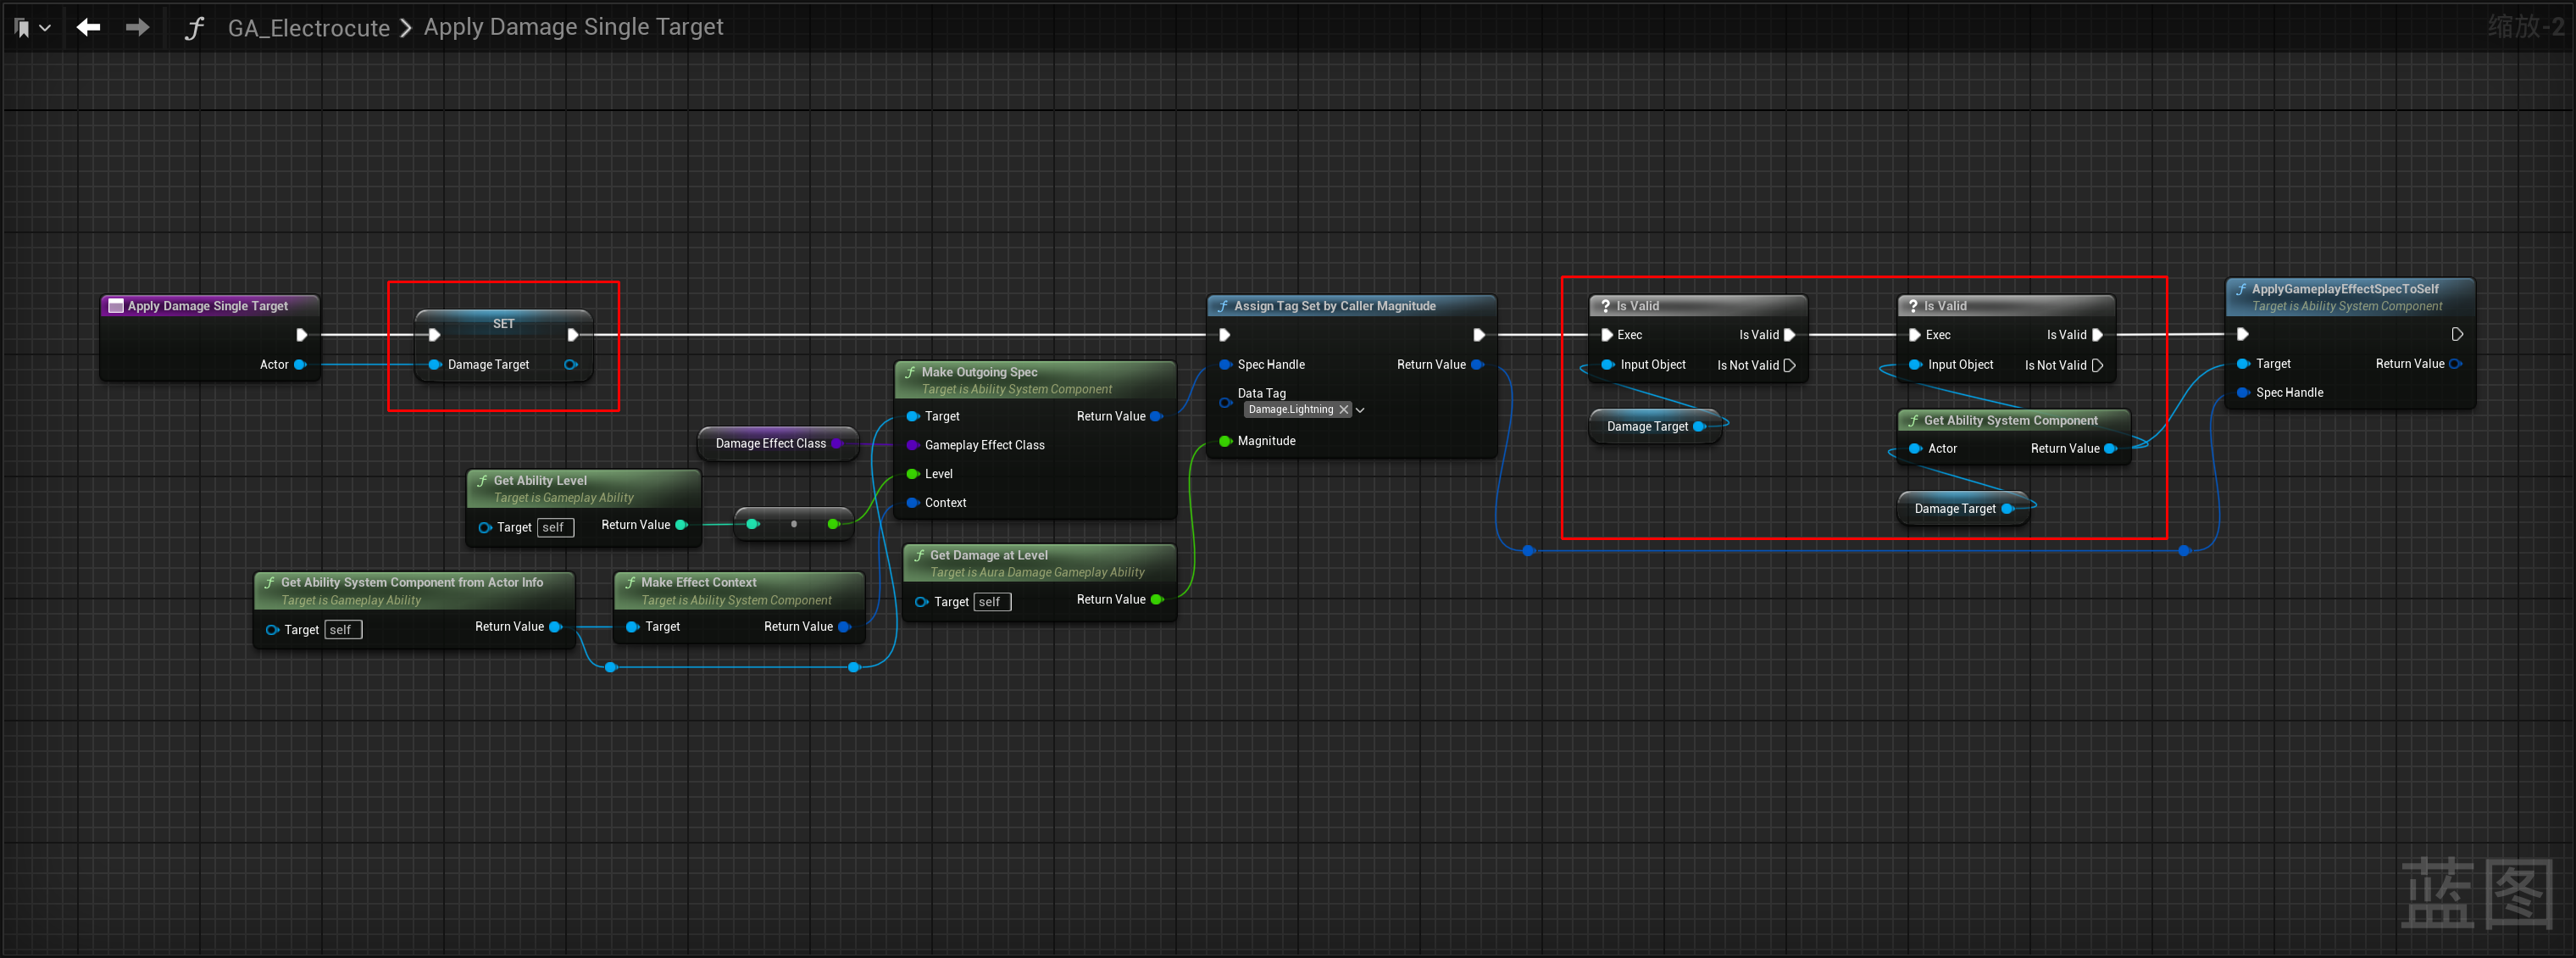 GA_Electrocute > Apply Damage Single Target
缩放-2
Apply Damage Single Target
Actor
SET
Damage Target
Damage Effect Class
Get Ability Level
Target is Gameplay Ability
Target self
Return Value
Get Ability System Component from Actor Info
Target is Gameplay Ability
Target self
Return Value
Make Effect Context
Target is Ability System Component
Target
Return Value
Make Outgoing Spec
Target is Ability System Component
Target
Return Value
Gameplay Effect Class
Level
Context
Get Damage at Level
Target is Aura Damage Gameplay Ability
Target self
Return Value
Assign Tag Set by Caller Magnitude
Spec Handle
Return Value
Data Tag
Damage.Lightning
Magnitude
Is Valid
Exec
Is Valid
Input Object
Is Not Valid
Damage Target
Is Valid
Exec
Is Valid
Input Object
Is Not Valid
Get Ability System Component
Actor
Return Value
Damage Target
ApplyGameplayEffectSpecToSelf
Target is Ability System Component
Target
Return Value
Spec Handle
蓝图